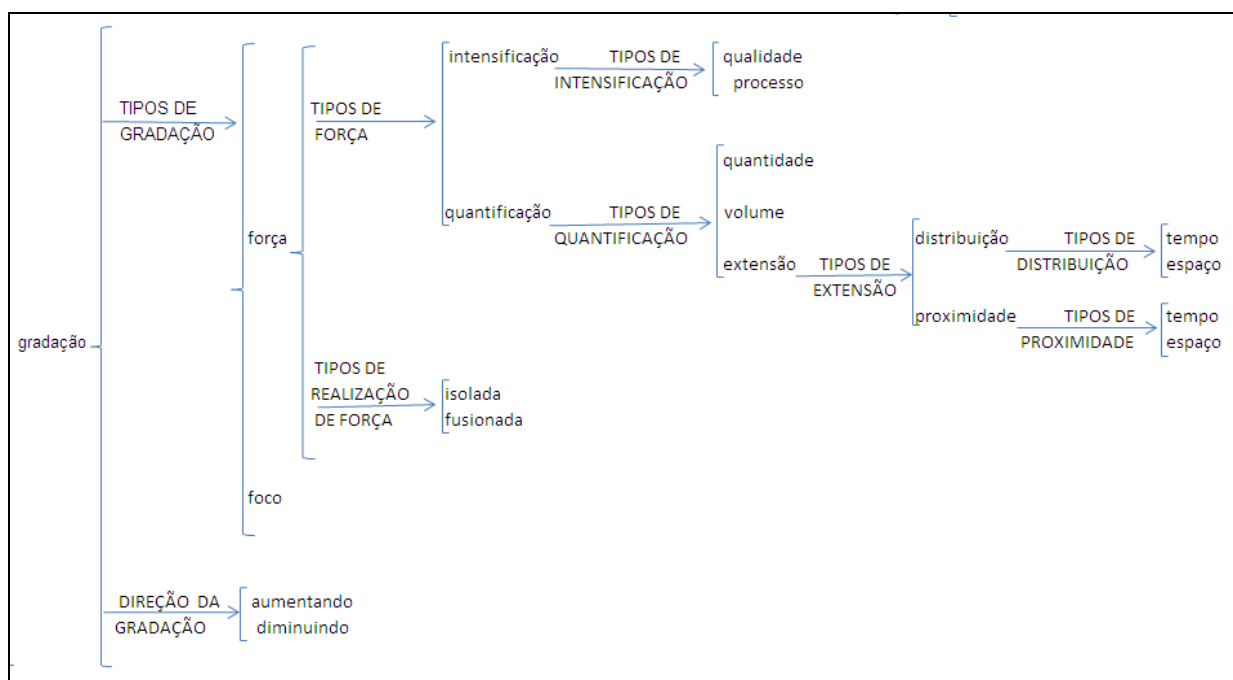 intensificação TIPOS DE INTENSIFICAÇÃO qualidade
processo
TIPOS DE GRADAÇÃO
TIPOS DE FORÇA
quantidade
quantificação TIPOS DE QUANTIFICAÇÃO volume
força
distribuição TIPOS DE DISTRIBUIÇÃO tempo
espaço
extensão TIPOS DE EXTENSÃO
proximidade TIPOS DE PROXIMIDADE tempo
espaço
gradação
TIPOS DE REALIZAÇÃO DE FORÇA isolada
fusionada
foco
DIREÇÃO DA GRADAÇÃO aumentando
diminuindo